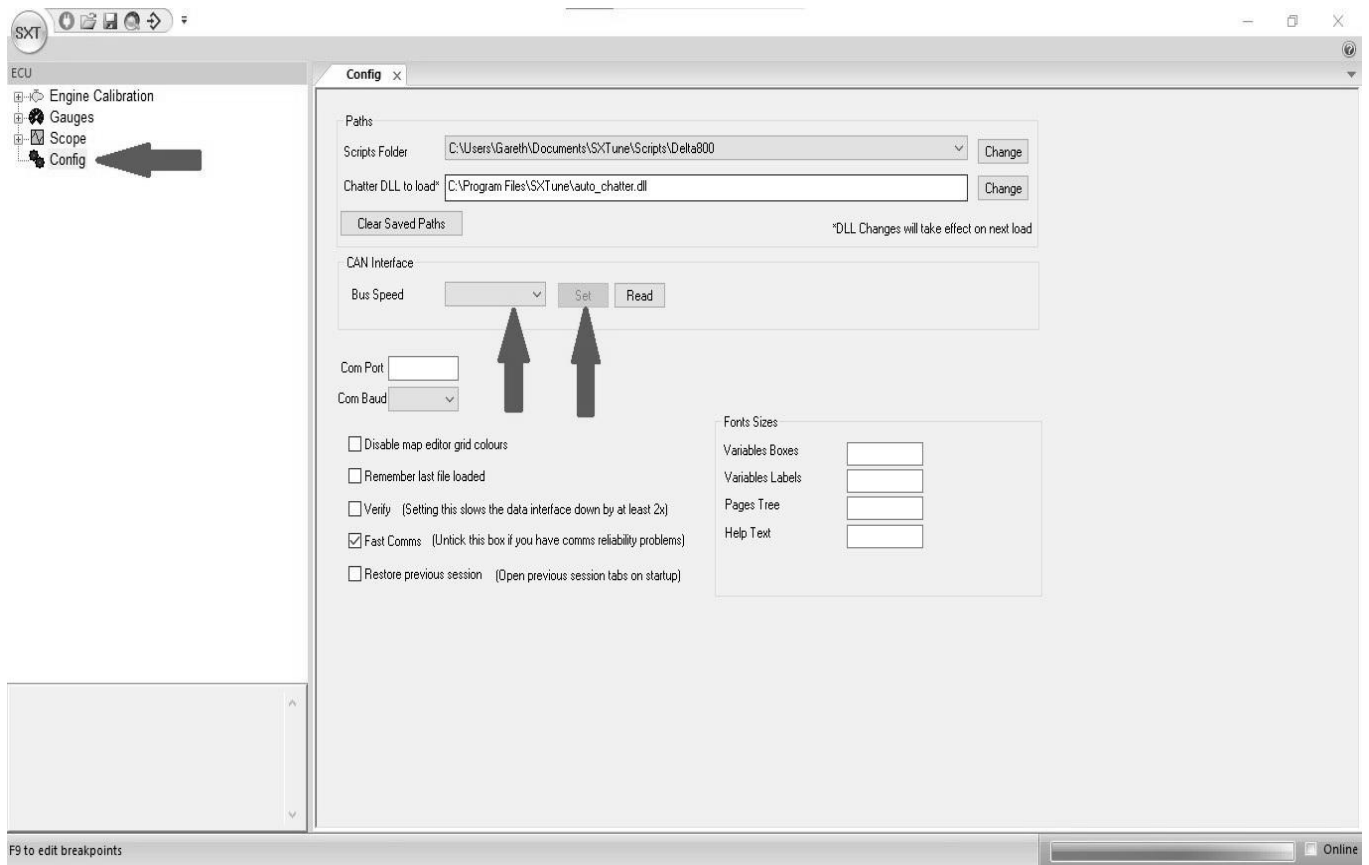 SXT
ECU
Engine Calibration
Gauges
Scope
Config
Config x
Paths
Scripts Folder C:\Users\Gareth\Documents\SXTune\Scripts\Delta800 Change
Chatter DLL to load* C:\Program Files\SXTune\auto_chatter.dll Change
Clear Saved Paths *DLL Changes will take effect on next load
CAN Interface
Bus Speed Set Read
Com Port
Com Baud
Disable map editor grid colours
Remember last file loaded
Verify (Setting this slows the data interface down by at least 2x)
Fast Comms (Untick this box if you have comms reliability problems)
Restore previous session (Open previous session tabs on startup)
Fonts Sizes
Variables Boxes
Variables Labels
Pages Tree
Help Text
F9 to edit breakpoints Online